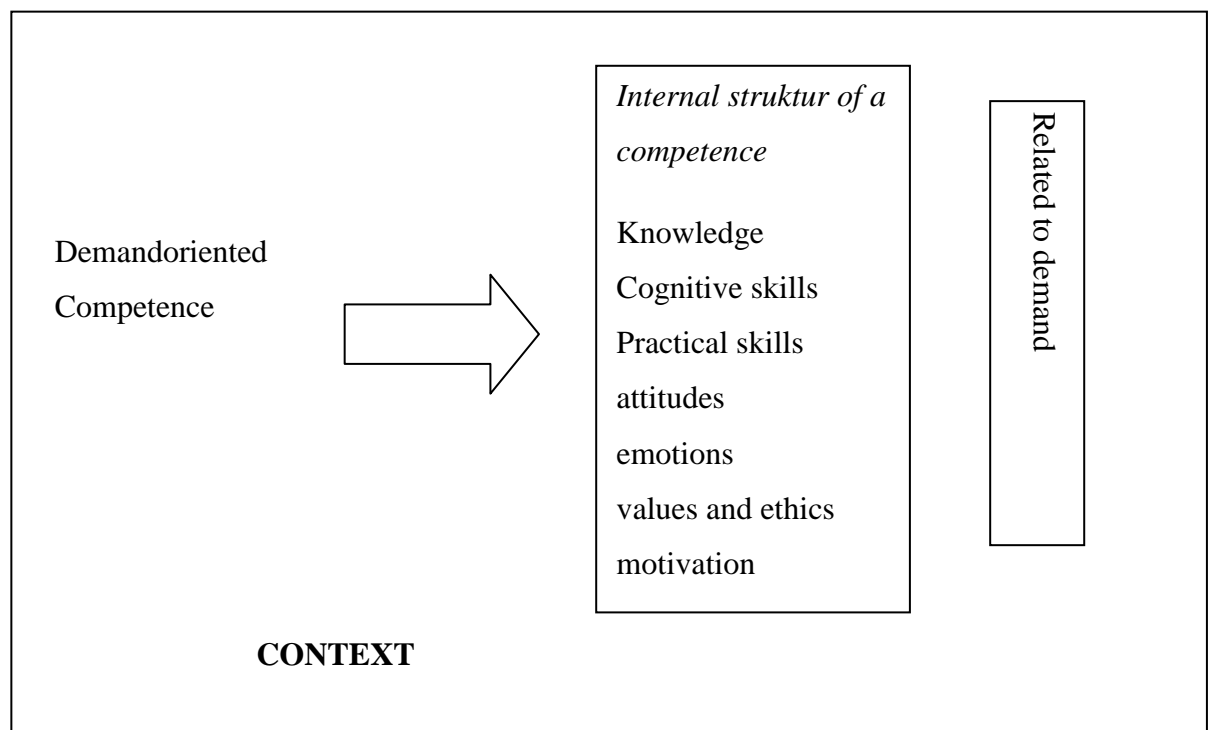 Internal struktur of a
competence
Knowledge
Cognitive skills
Practical skills
attitudes
emotions
values and ethics
motivation
Related to demand
Demandoriented
Competence
CONTEXT